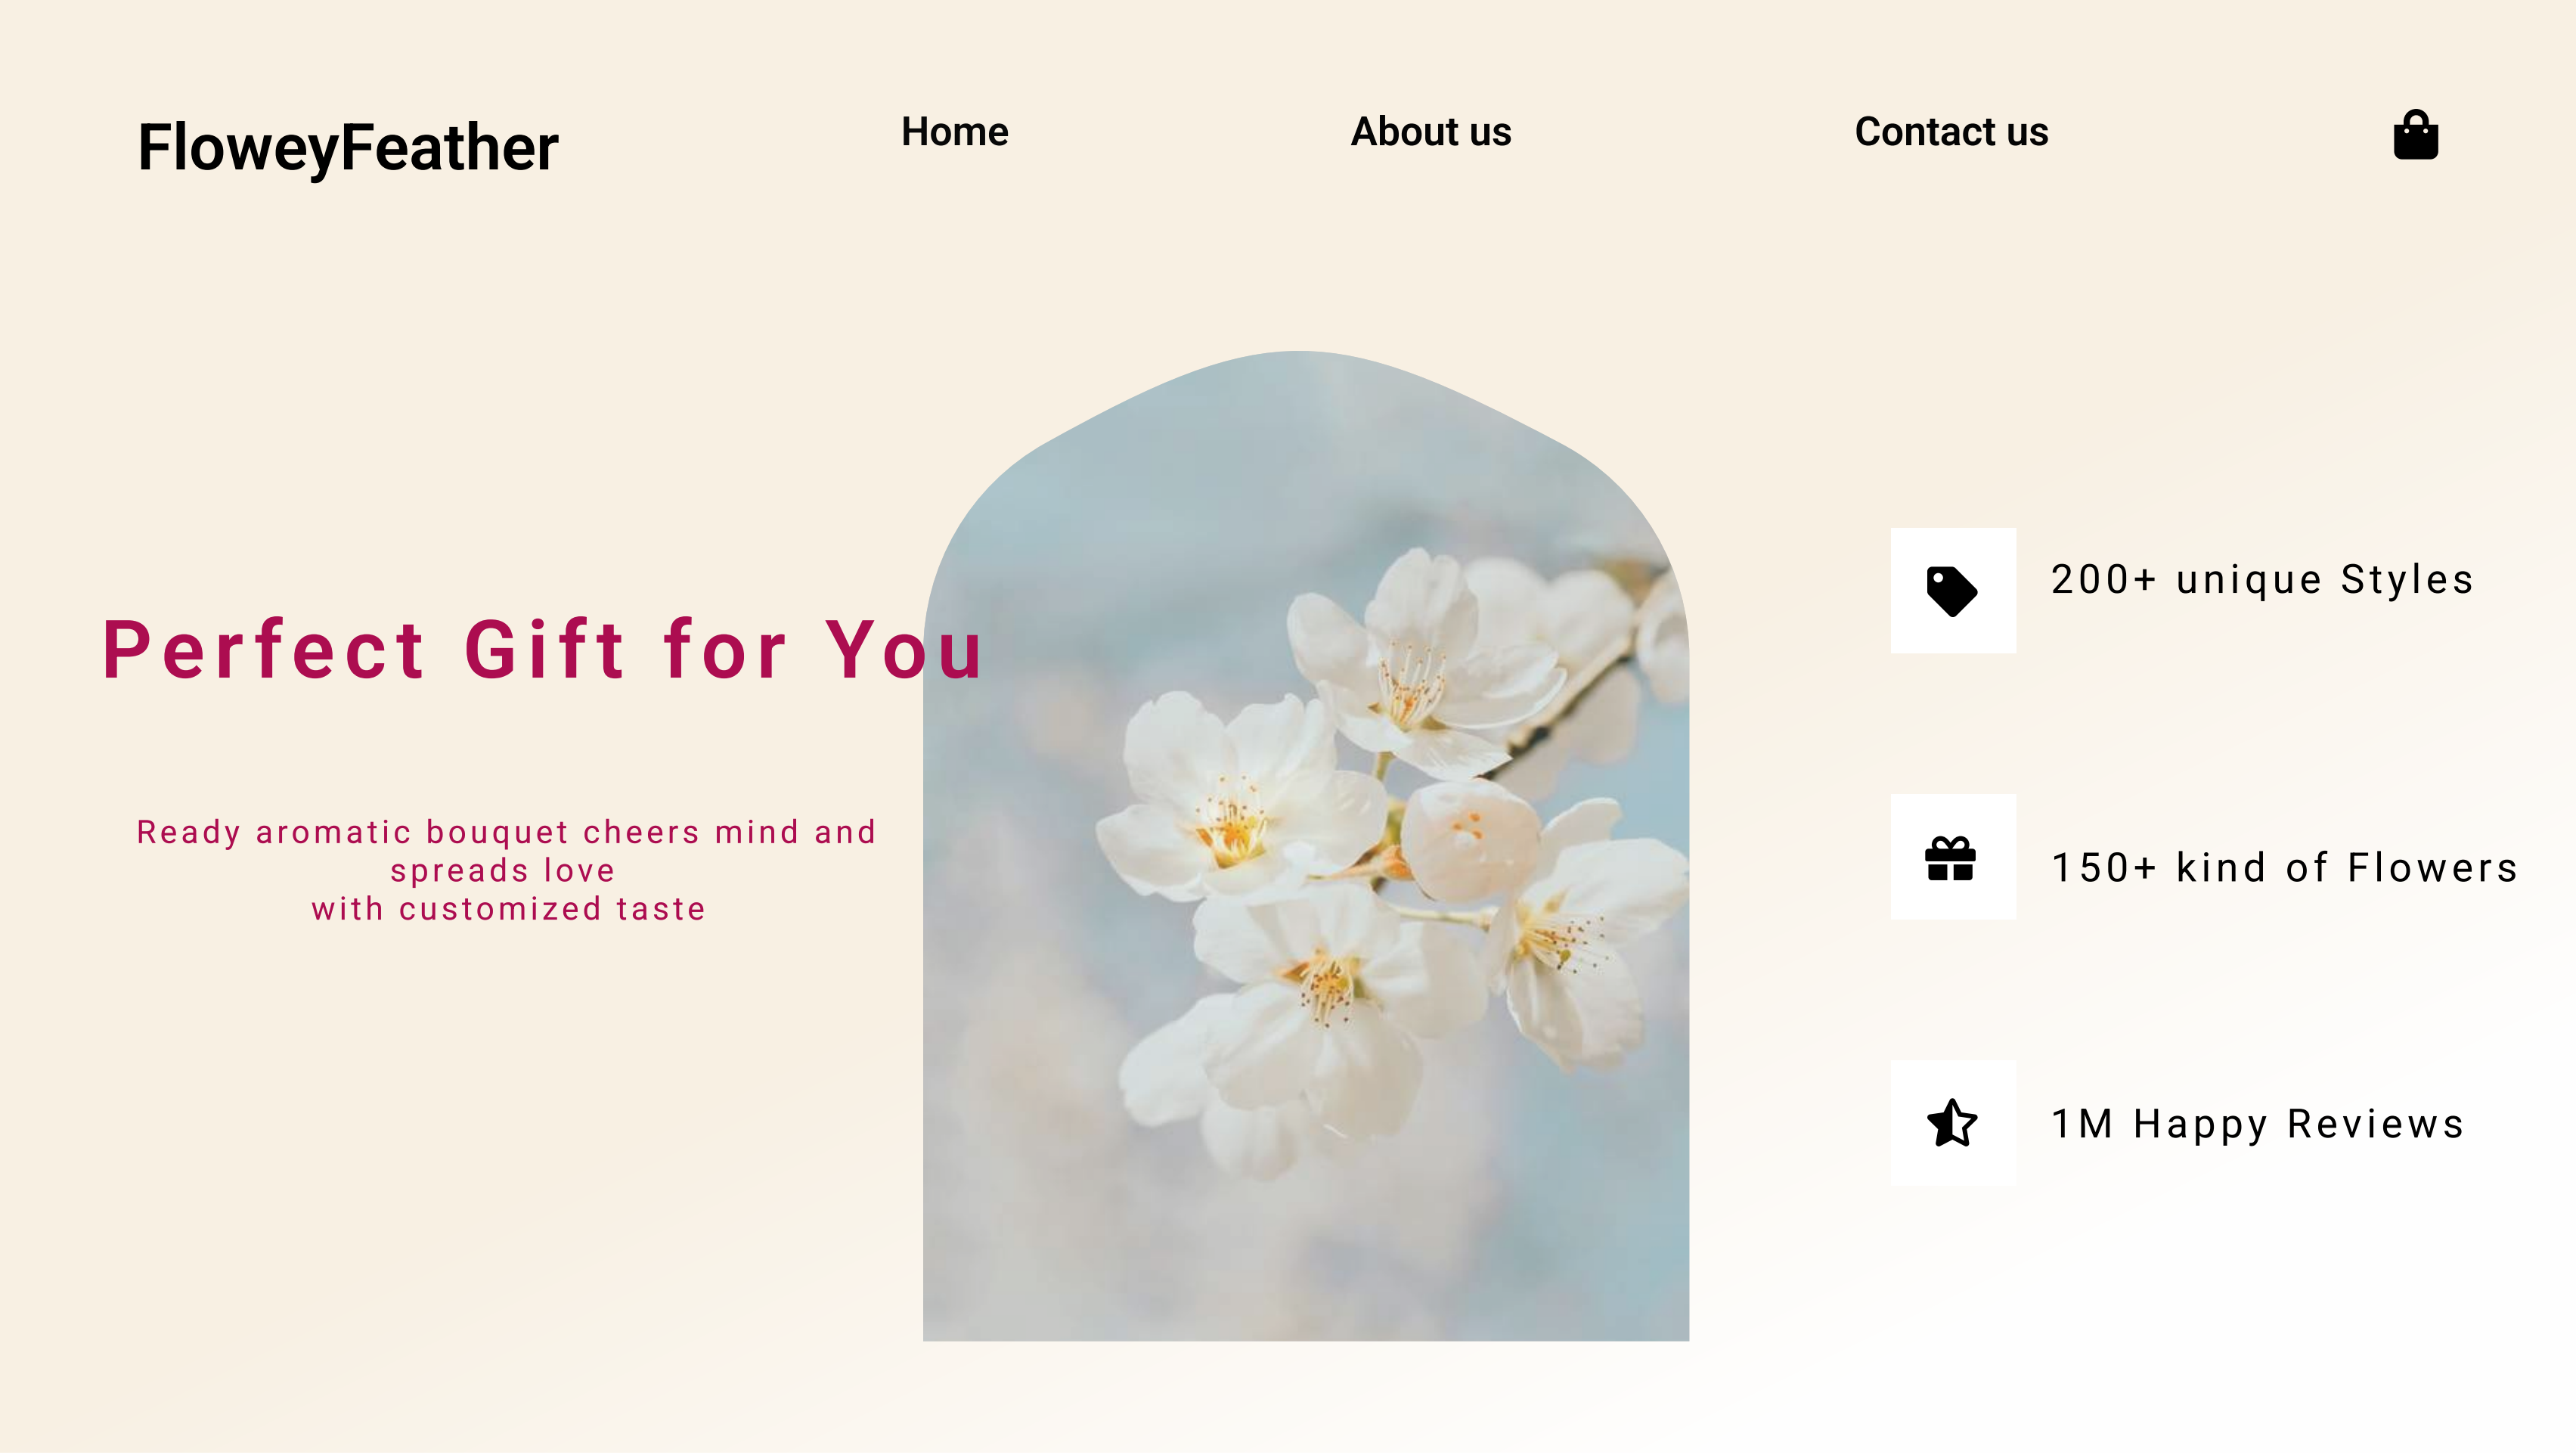 FloweyFeather
Home
About us
Contact us
Perfect Gift for You
Ready aromatic bouquet cheers mind and
spreads love
with customized taste
200+ unique Styles
150+ kind of Flowers
1M Happy Reviews